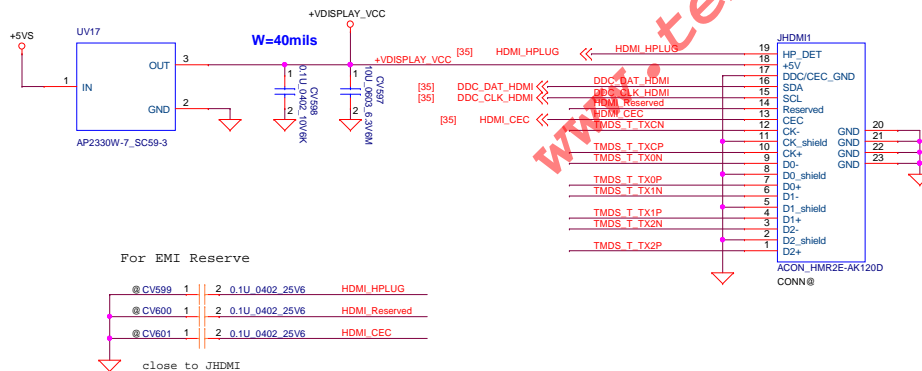 +5VS
UV17
1
IN
OUT
3
GND
2
AP2330W-7_SC59-3
+VDISPLAY_VCC
W=40mils
+VDISPLAY_VCC
1
2
CV598
0.1U_0402_10V6K
1
2
CV597
10U_0603_6.3V6M
www.te
[35] HDMI_HPLUG HDMI_HPLUG
[35] DDC_DAT_HDMI DDC_DAT_HDMI
[35] DDC_CLK_HDMI DDC_CLK_HDMI
HDMI_Reserved
[35] HDMI_CEC HDMI_CEC
TMDS_T_TXCN
TMDS_T_TXCP
TMDS_T_TX0N
TMDS_T_TX0P
TMDS_T_TX1N
TMDS_T_TX1P
TMDS_T_TX2N
TMDS_T_TX2P
JHDMI1
19 HP_DET
18 +5V
17 DDC/CEC_GND
16 SDA
15 SCL
14 Reserved
13 CEC
12 CK-
11 CK_shield
10 CK+
9 D0-
8 D0_shield
7 D0+
6 D1-
5 D1_shield
4 D1+
3 D2-
2 D2_shield
1 D2+
GND 20
GND 21
GND 22
GND 23
ACON_HMR2E-AK120D
CONN@
For EMI Reserve
@ CV599 1 2 0.1U_0402_25V6 HDMI_HPLUG
@ CV600 1 2 0.1U_0402_25V6 HDMI_Reserved
@ CV601 1 2 0.1U_0402_25V6 HDMI_CEC
close to JHDMI